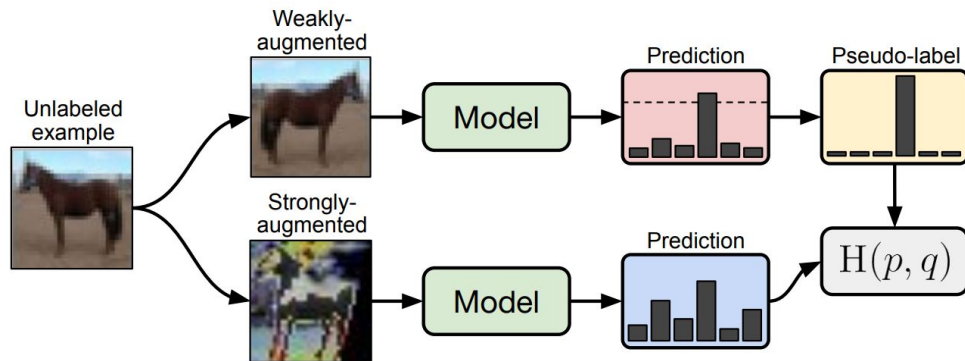 Unlabeled
example
Weakly-
augmented
Model
Prediction
Pseudo-label
Strongly-
augmented
Model
Prediction
H(p, q)